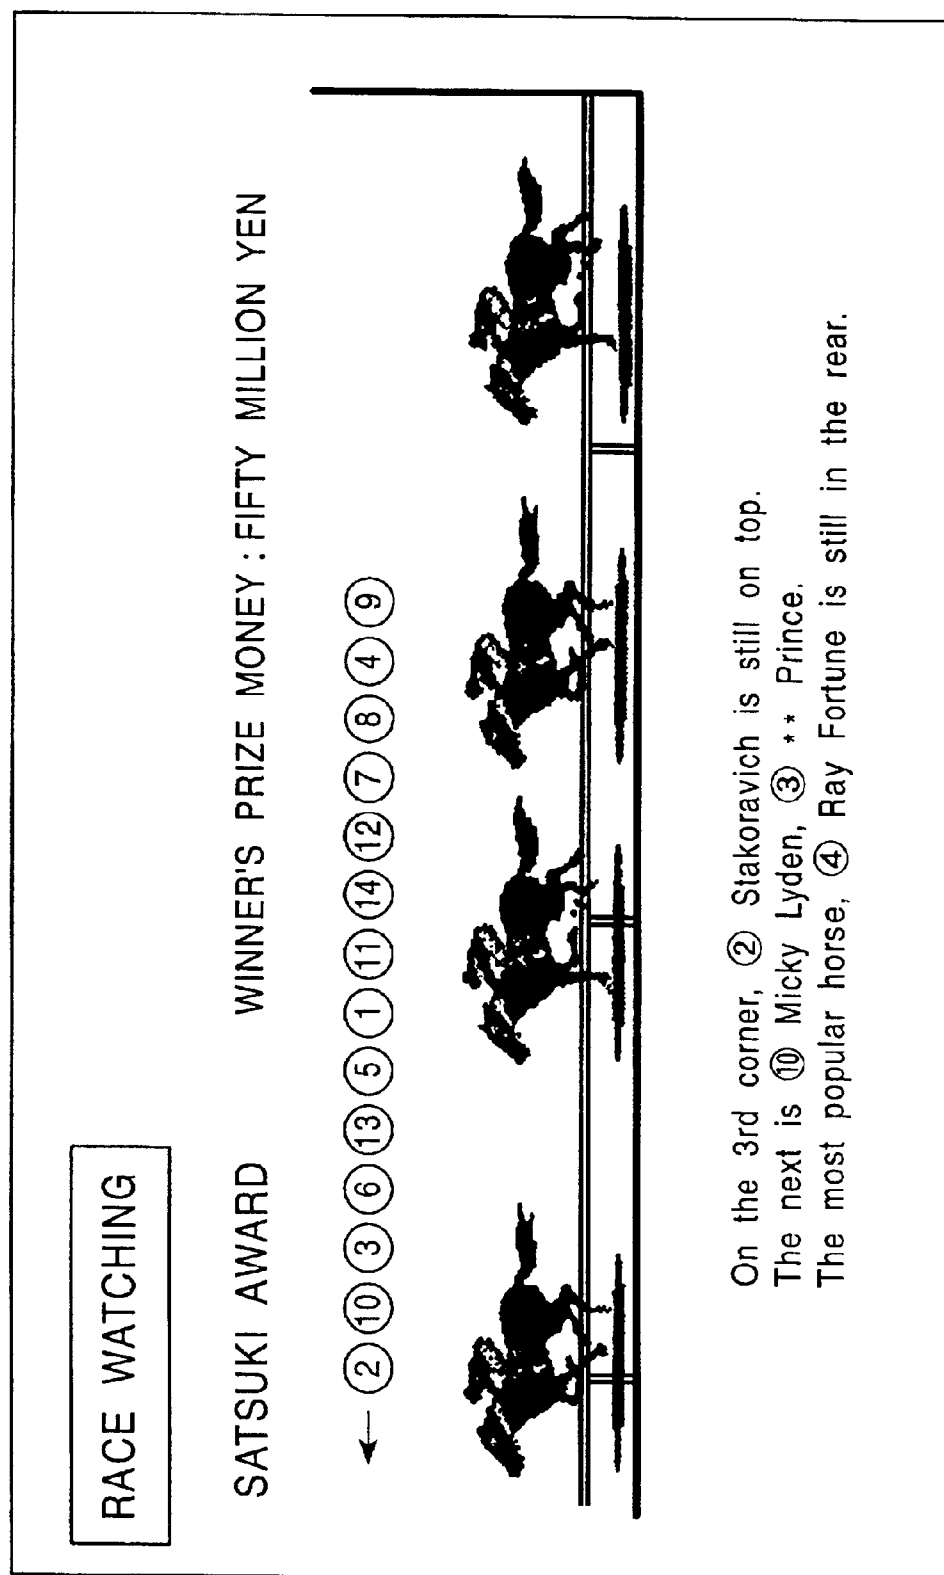 RACE WATCHING
SATSUKI AWARD WINNER'S PRIZE MONEY : FIFTY MILLION YEN
← ② ⑩ ③ ⑥ ⑬ ⑤ ① ⑪ ⑭ ⑫ ⑦ ⑧ ④ ⑨
On the 3rd corner, ② Stakoravich is still on top.
The next is ⑩ Micky Lyden, ③ ** Prince.
The most popular horse, ④ Ray Fortune is still in the rear.